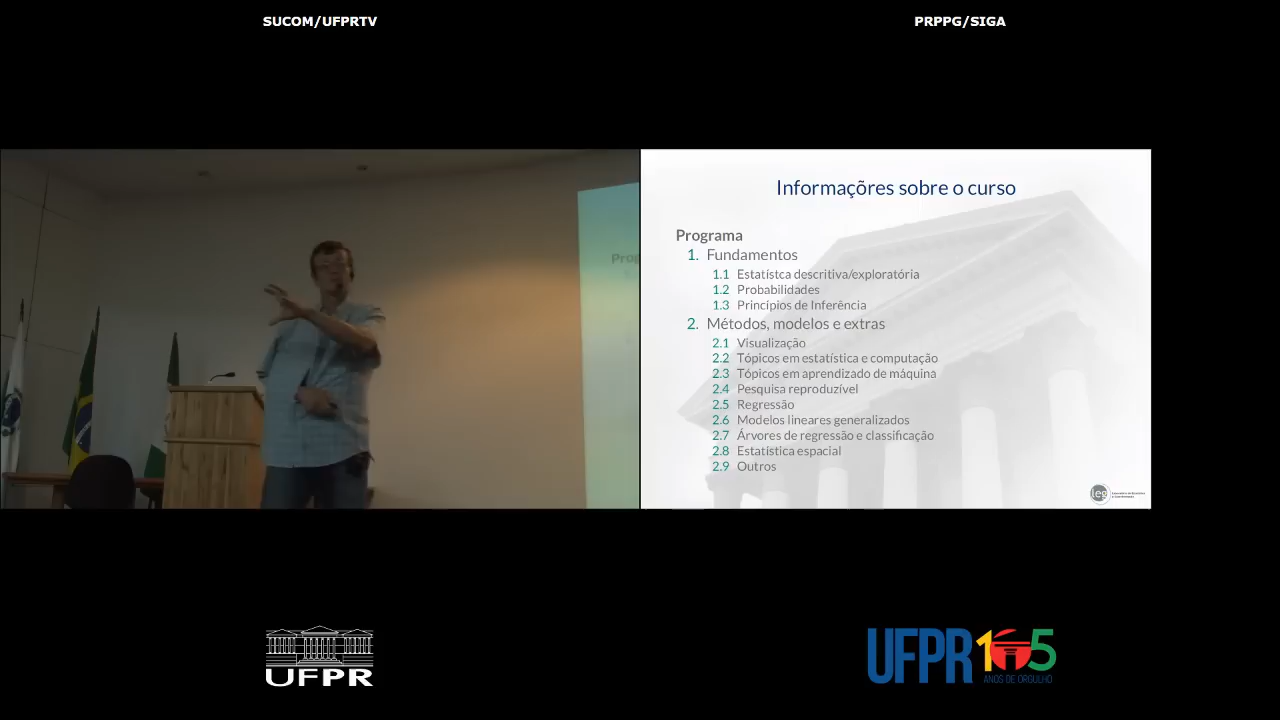 SUCOM/UFPRTV
PRPPG/SIGA
Informaçõres sobre o curso
Programa
1. Fundamentos
1.1 Estatístca descritiva/exploratória
1.2 Probabilidades
1.3 Princípios de Inferência
2. Métodos, modelos e extras
2.1 Visualização
2.2 Tópicos em estatística e computação
2.3 Tópicos em aprendizado de máquina
2.4 Pesquisa reproduzível
2.5 Regressão
2.6 Modelos lineares generalizados
2.7 Árvores de regressão e classificação
2.8 Estatística espacial
2.9 Outros
leg
UFPR
UFPR 105
ANOS DE ORGULHO